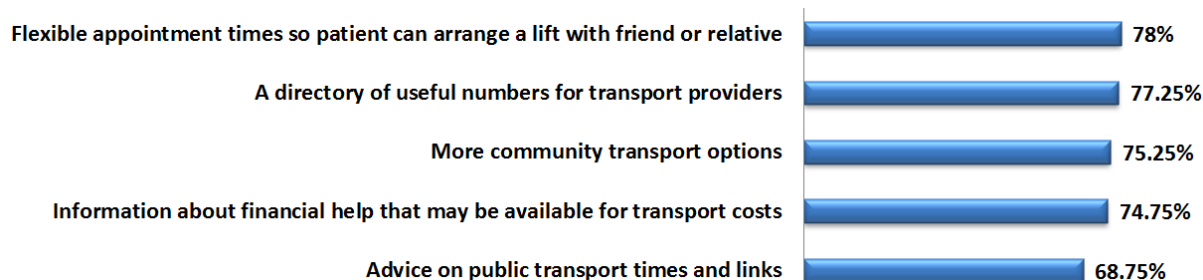 Flexible appointment times so patient can arrange a lift with friend or relative 78%
A directory of useful numbers for transport providers 77.25%
More community transport options 75.25%
Information about financial help that may be available for transport costs 74.75%
Advice on public transport times and links 68.75%